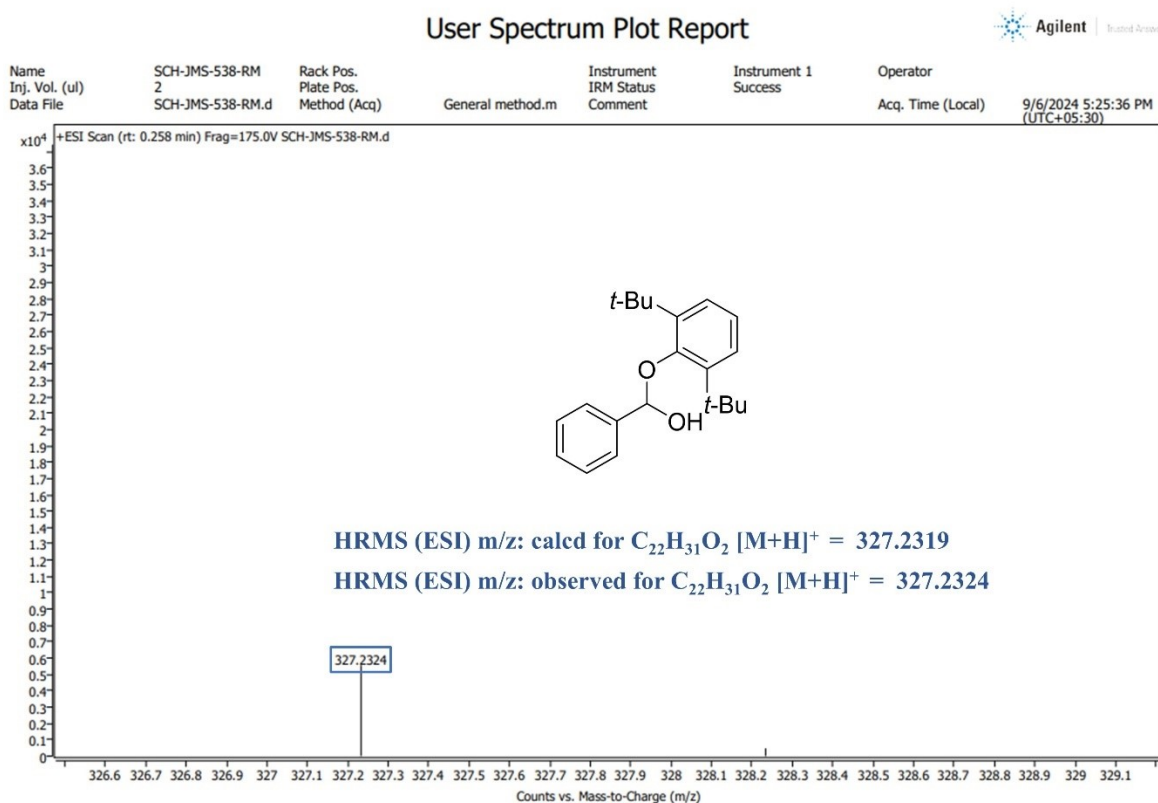 User Spectrum Plot Report
Agilent | Trusted Answ
Name SCH-JMS-538-RM Rack Pos. Instrument Instrument 1 Operator
Inj. Vol. (ul) 2 Plate Pos. IRM Status Success
Data File SCH-JMS-538-RM.d Method (Acq) General method.m Comment Acq. Time (Local) 9/6/2024 5:25:36 PM
(UTC+05:30)
x10⁴ +ESI Scan (rt: 0.258 min) Frag=175.0V SCH-JMS-538-RM.d
3.6
3.5
3.4
3.3
3.2
3.1
3
2.9
2.8
2.7
2.6
2.5
2.4
2.3
2.2
2.1
2
1.9
1.8
1.7
1.6
1.5
1.4
1.3
1.2
1.1
1
0.9
0.8
0.7
0.6
0.5
0.4
0.3
0.2
0.1
0
t-Bu
O
t-Bu
OH
HRMS (ESI) m/z: calcd for C₂₂H₃₁O₂ [M+H]⁺ = 327.2319
HRMS (ESI) m/z: observed for C₂₂H₃₁O₂ [M+H]⁺ = 327.2324
327.2324
326.6 326.7 326.8 326.9 327 327.1 327.2 327.3 327.4 327.5 327.6 327.7 327.8 327.9 328 328.1 328.2 328.3 328.4 328.5 328.6 328.7 328.8 328.9 329 329.1
Counts vs. Mass-to-Charge (m/z)